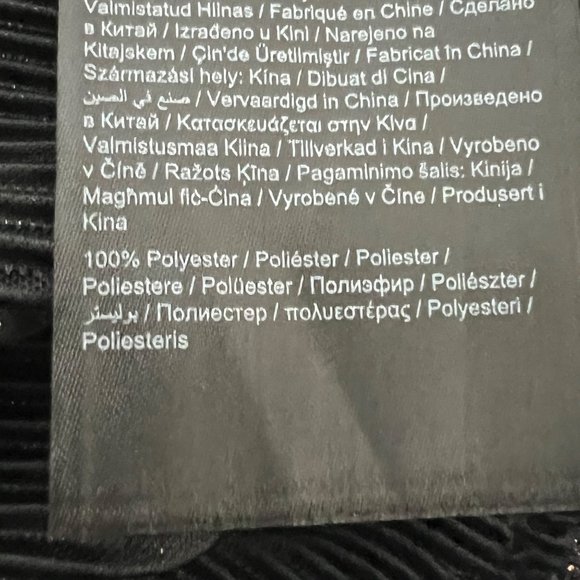 Valmistatud Hiinas / Fabriqué en Chine / Сделано
в Китай / Izrađeno u Kini / Narejeno na
Kitajskem / Çin'de Üretilmiştir / Fabricat în China /
Származási hely: Kína / Dibuat di Cina /
صنع في الصين / Vervaardigd in China / Произведено
в Китай / Κατασκευάζεται στην Κίνα /
Valmistusmaa Kiina / Tillverkad i Kina / Vyrobeno
v Číně / Ražots Ķīna / Pagaminimo šalis: Kinija /
Magħmul fiċ-Ċina / Vyrobené v Číne / Produsert i
Kina
100% Polyester / Poliéster / Poliester /
Poliestere / Polüester / Полиэфир / Poliészter /
بوليستر / Полиестер / πολυεστέρας / Polyesteri /
Poliesteris